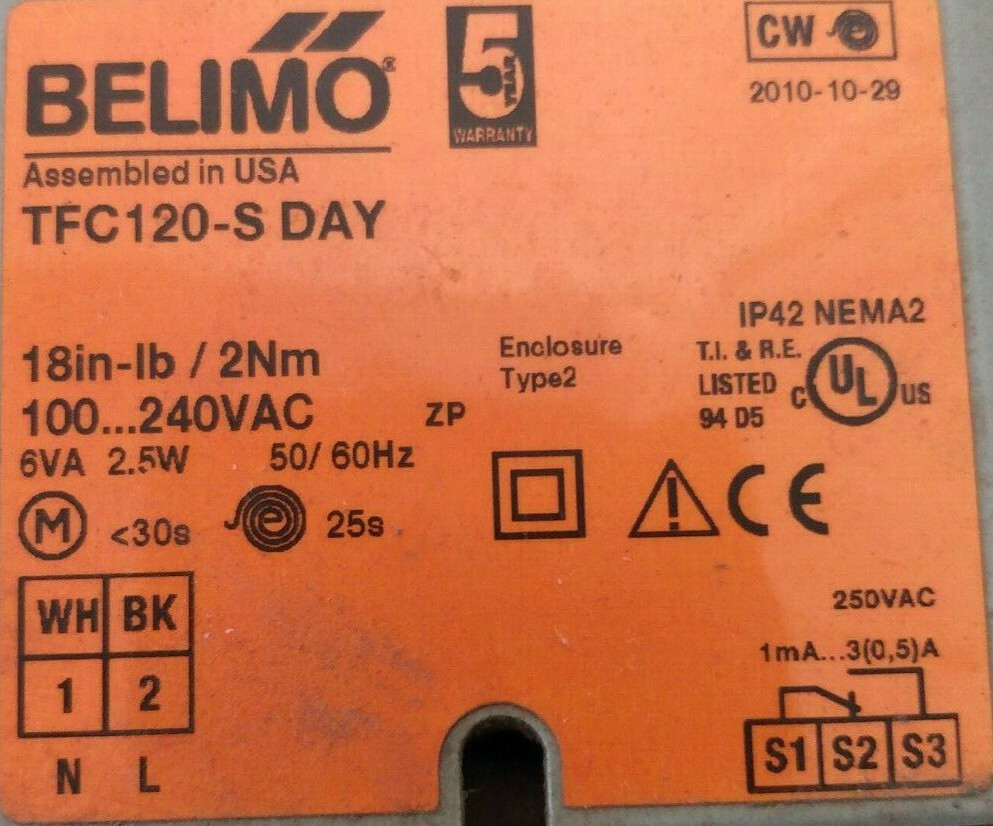 BELIMO®
5
YEAR
WARRANTY
CW
2010-10-29
Assembled in USA
TFC120-S DAY
IP42 NEMA2
18in-lb / 2Nm
100...240VAC
ZP
6VA 2.5W 50/ 60Hz
M <30s 25s
Enclosure
Type2
T.I. & R.E.
LISTED
94 D5
C UL US
CE
WH BK
1 2
N L
250VAC
1mA...3(0,5)A
S1 S2 S3